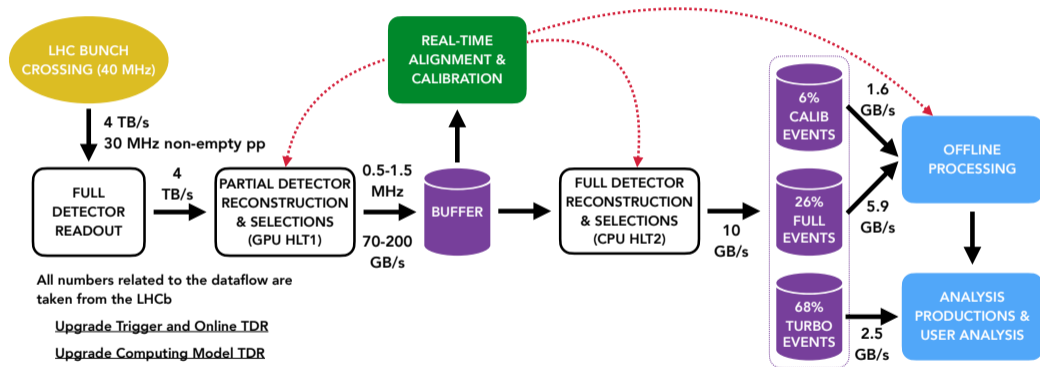 LHC BUNCH
CROSSING (40 MHz)
4 TB/s
30 MHz non-empty pp
FULL
DETECTOR
READOUT
4
TB/s
PARTIAL DETECTOR
RECONSTRUCTION
& SELECTIONS
(GPU HLT1)
0.5-1.5
MHz
70-200
GB/s
REAL-TIME
ALIGNMENT &
CALIBRATION
BUFFER
FULL DETECTOR
RECONSTRUCTION
& SELECTIONS
(CPU HLT2)
10
GB/s
6%
CALIB
EVENTS
26%
FULL
EVENTS
68%
TURBO
EVENTS
1.6
GB/s
5.9
GB/s
2.5
GB/s
OFFLINE
PROCESSING
ANALYSIS
PRODUCTIONS &
USER ANALYSIS
All numbers related to the dataflow are
taken from the LHCb
Upgrade Trigger and Online TDR
Upgrade Computing Model TDR